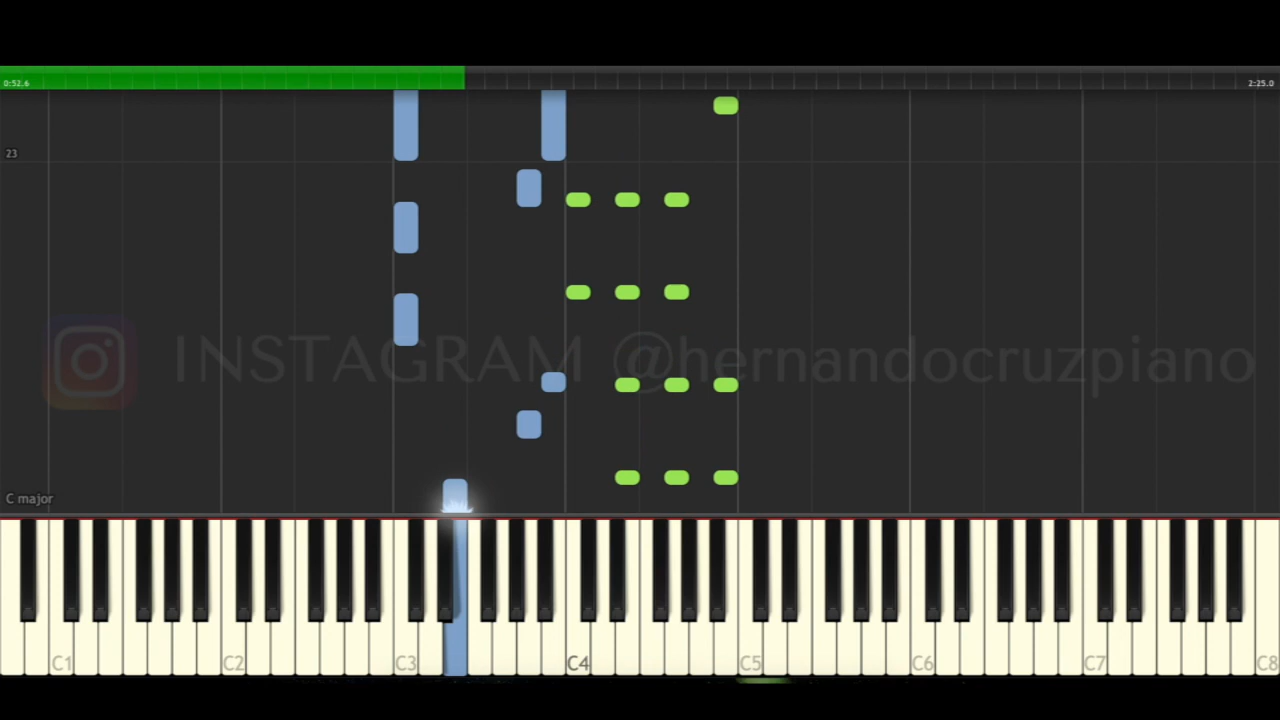 0:52.6 2:25.0
23
INSTAGRAM @hernandocruzpiano
C major
C1 C2 C3 C4 C5 C6 C7 C8